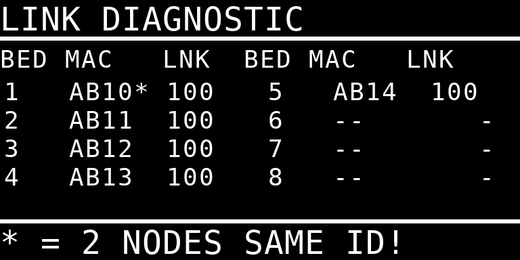 LINK DIAGNOSTIC
BED MAC LNK BED MAC LNK
1 AB10* 100 5 AB14 100
2 AB11 100 6 -- -
3 AB12 100 7 -- -
4 AB13 100 8 -- -
* = 2 NODES SAME ID!